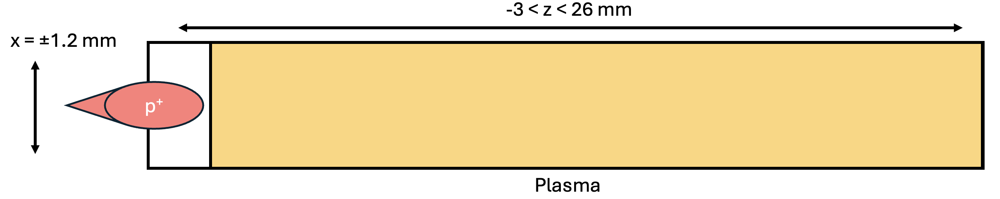 -3 < z < 26 mm
x = ±1.2 mm
p⁺
Plasma